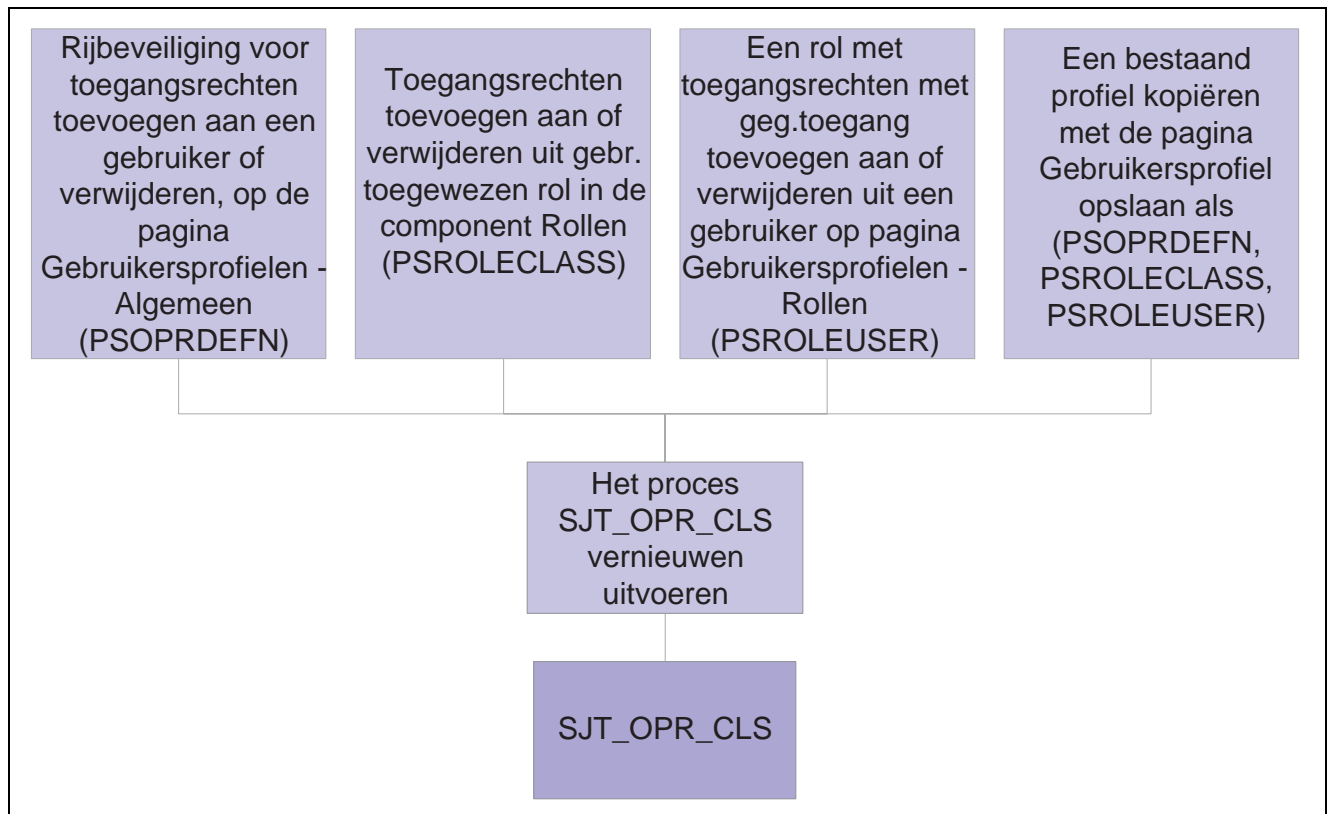 Rijbeveiliging voor
toegangsrechten
toevoegen aan een
gebruiker of
verwijderen, op de
pagina
Gebruikersprofielen -
Algemeen
(PSOPRDEFN)
Toegangsrechten
toevoegen aan of
verwijderen uit gebr.
toegewezen rol in de
component Rollen
(PSROLECLASS)
Een rol met
toegangsrechten met
geg.toegang
toevoegen aan of
verwijderen uit een
gebruiker op pagina
Gebruikersprofielen -
Rollen
(PSROLEUSER)
Een bestaand
profiel kopiëren
met de pagina
Gebruikersprofiel
opslaan als
(PSOPRDEFN,
PSROLECLASS,
PSROLEUSER)
Het proces
SJT_OPR_CLS
vernieuwen
uitvoeren
SJT_OPR_CLS